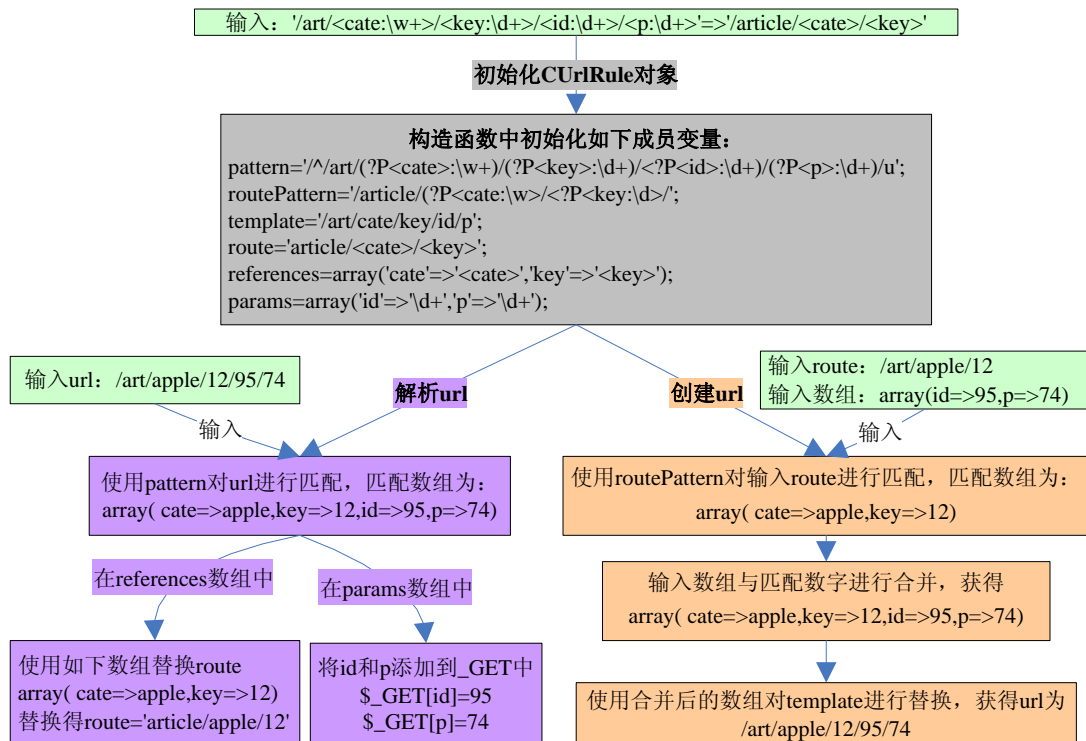 输入：'/art/<cate:\w+>/<key:\d+>/<id:\d+>/<p:\d+>'=>'/article/<cate>/<key>'
初始化CUrlRule对象
构造函数中初始化如下成员变量：
pattern='/^/art/(?P<cate>:\w+)/(?P<key>:\d+)/<?P<id>:\d+)/(?P<p>:\d+)/u';
routePattern='/article/(?P<cate:\w>/<?P<key:\d>/';
template='/art/cate/key/id/p';
route='article/<cate>/<key>';
references=array('cate'=>'<cate>','key'=>'<key>');
params=array('id'=>'\d+','p'=>'\d+');
输入url：/art/apple/12/95/74
解析url
创建url
输入route：/art/apple/12
输入数组：array(id=>95,p=>74)
输入
输入
使用pattern对url进行匹配，匹配数组为：
array( cate=>apple,key=>12,id=>95,p=>74)
使用routePattern对输入route进行匹配，匹配数组为：
array( cate=>apple,key=>12)
在references数组中
在params数组中
输入数组与匹配数字进行合并，获得
array( cate=>apple,key=>12,id=>95,p=>74)
使用如下数组替换route
array( cate=>apple,key=>12)
替换得route='article/apple/12'
将id和p添加到_GET中
$_GET[id]=95
$_GET[p]=74
使用合并后的数组对template进行替换，获得url为
/art/apple/12/95/74